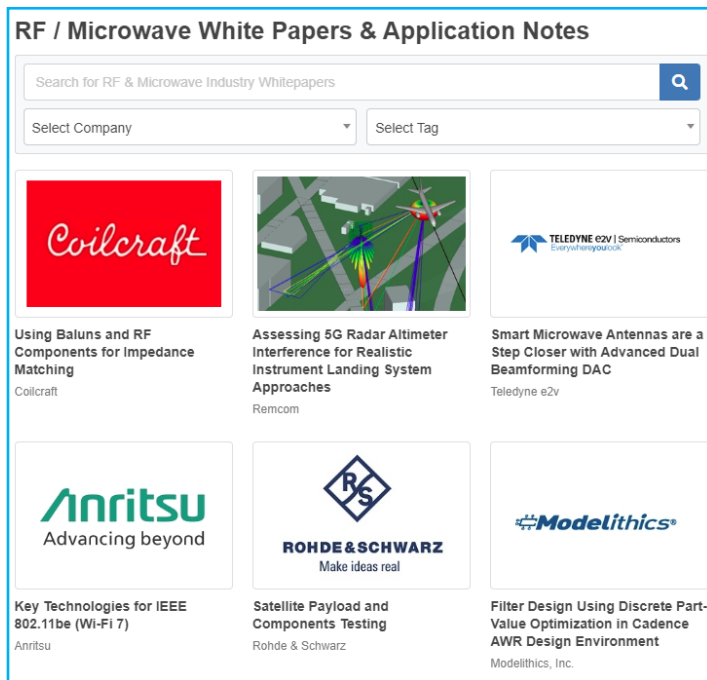 RF / Microwave White Papers & Application Notes
Search for RF & Microwave Industry Whitepapers
Select Company
Select Tag
Coilcraft
TELEDYNE e2v | Semiconductors
Everywhereyoulook™
Using Baluns and RF
Components for Impedance
Matching
Coilcraft
Assessing 5G Radar Altimeter
Interference for Realistic
Instrument Landing System
Approaches
Remcom
Smart Microwave Antennas are a
Step Closer with Advanced Dual
Beamforming DAC
Teledyne e2v
Anritsu
Advancing beyond
R S
ROHDE&SCHWARZ
Make ideas real
Modelithics®
Key Technologies for IEEE
802.11be (Wi-Fi 7)
Anritsu
Satellite Payload and
Components Testing
Rohde & Schwarz
Filter Design Using Discrete Part-
Value Optimization in Cadence
AWR Design Environment
Modelithics, Inc.